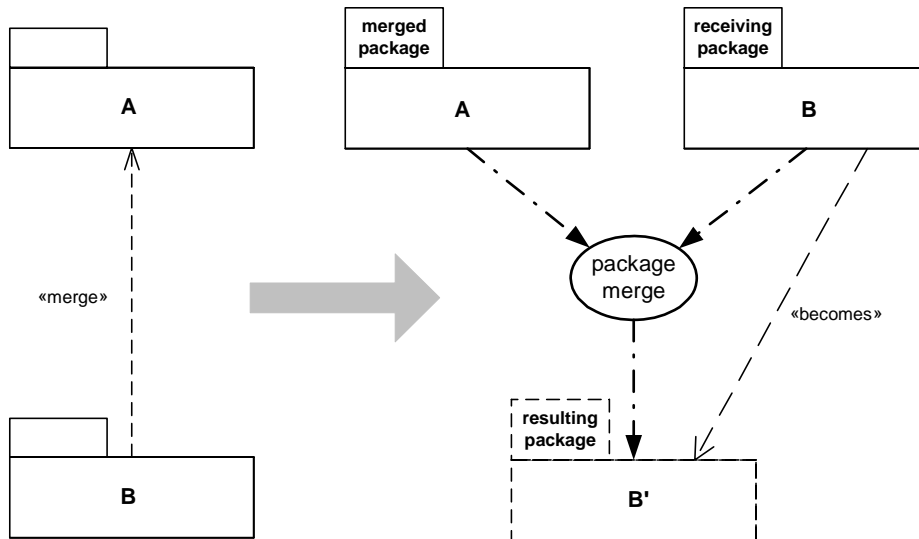 A
«merge»
B
merged
package
A
receiving
package
B
package
merge
«becomes»
resulting
package
B'